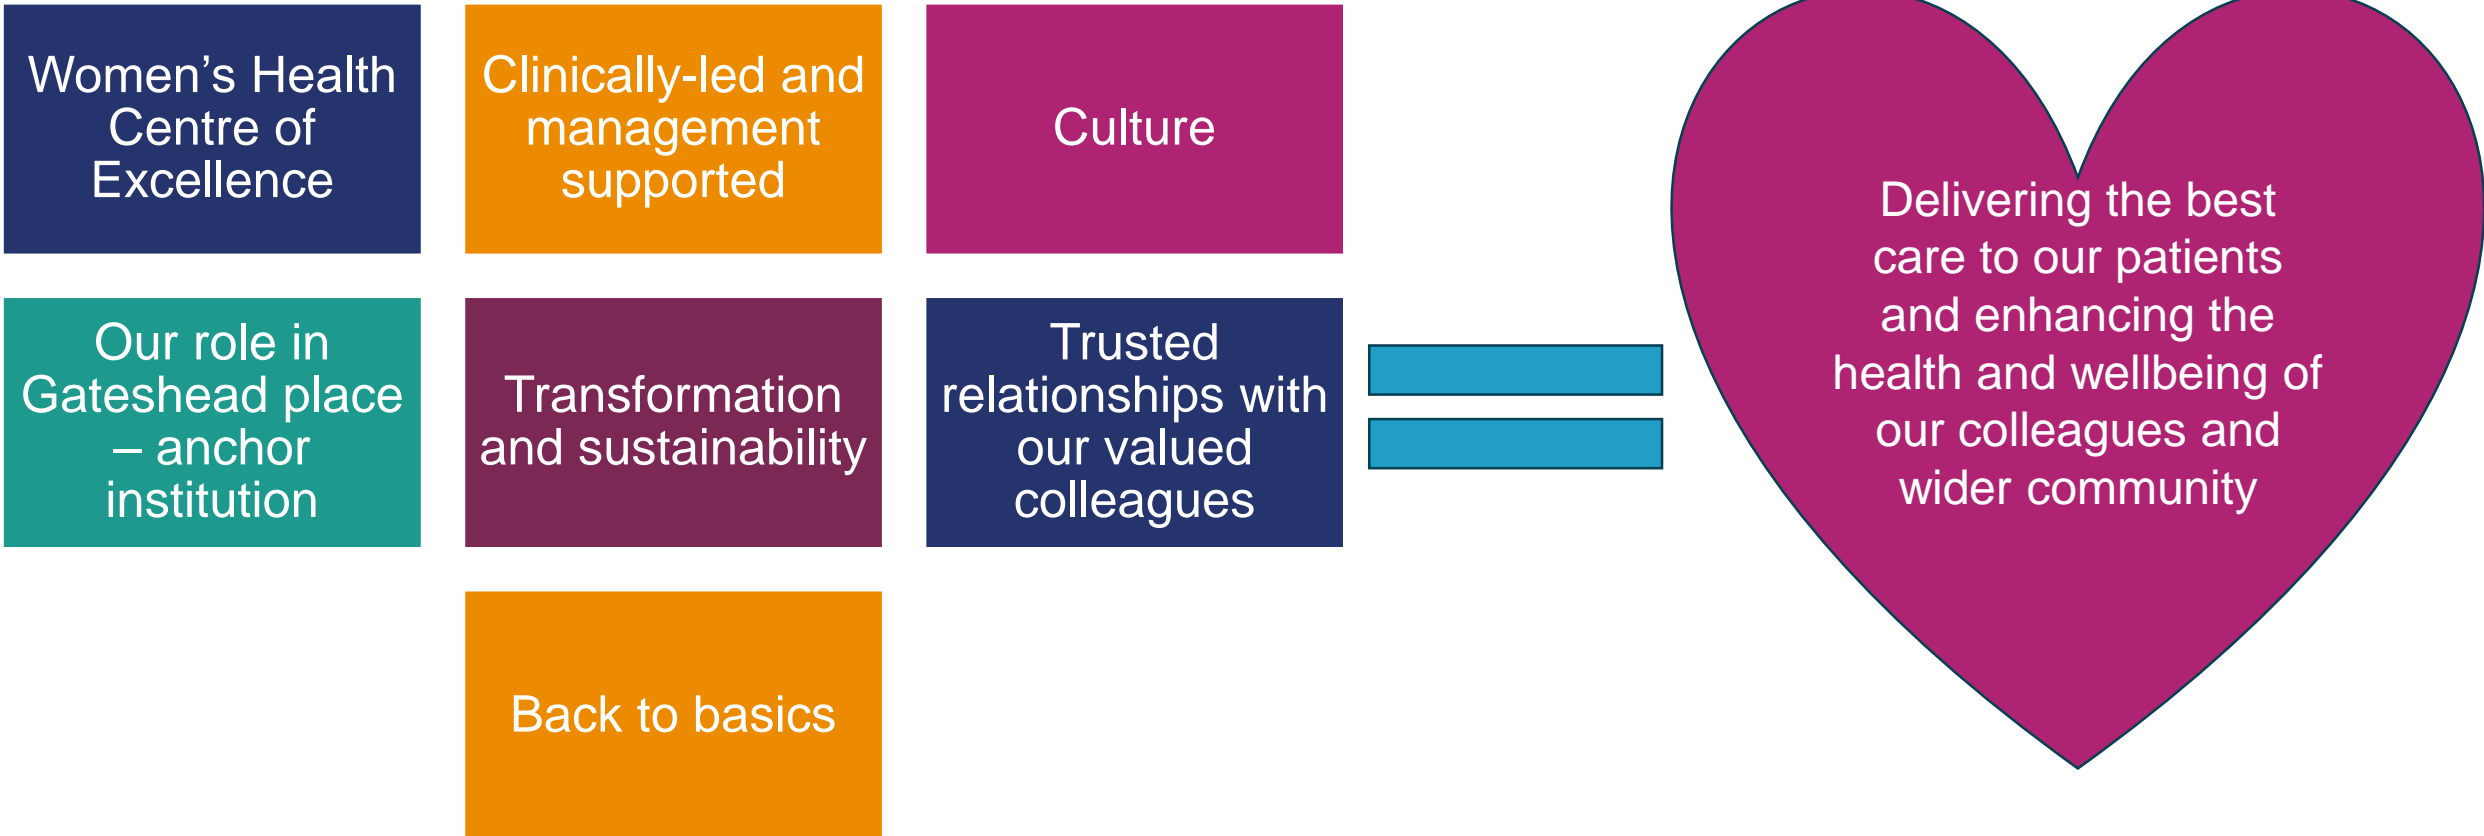 Women’s Health
Centre of
Excellence
Clinically-led and
management
supported
Culture
Our role in
Gateshead place
– anchor
institution
Transformation
and sustainability
Trusted
relationships with
our valued
colleagues
Back to basics
Delivering the best
care to our patients
and enhancing the
health and wellbeing of
our colleagues and
wider community